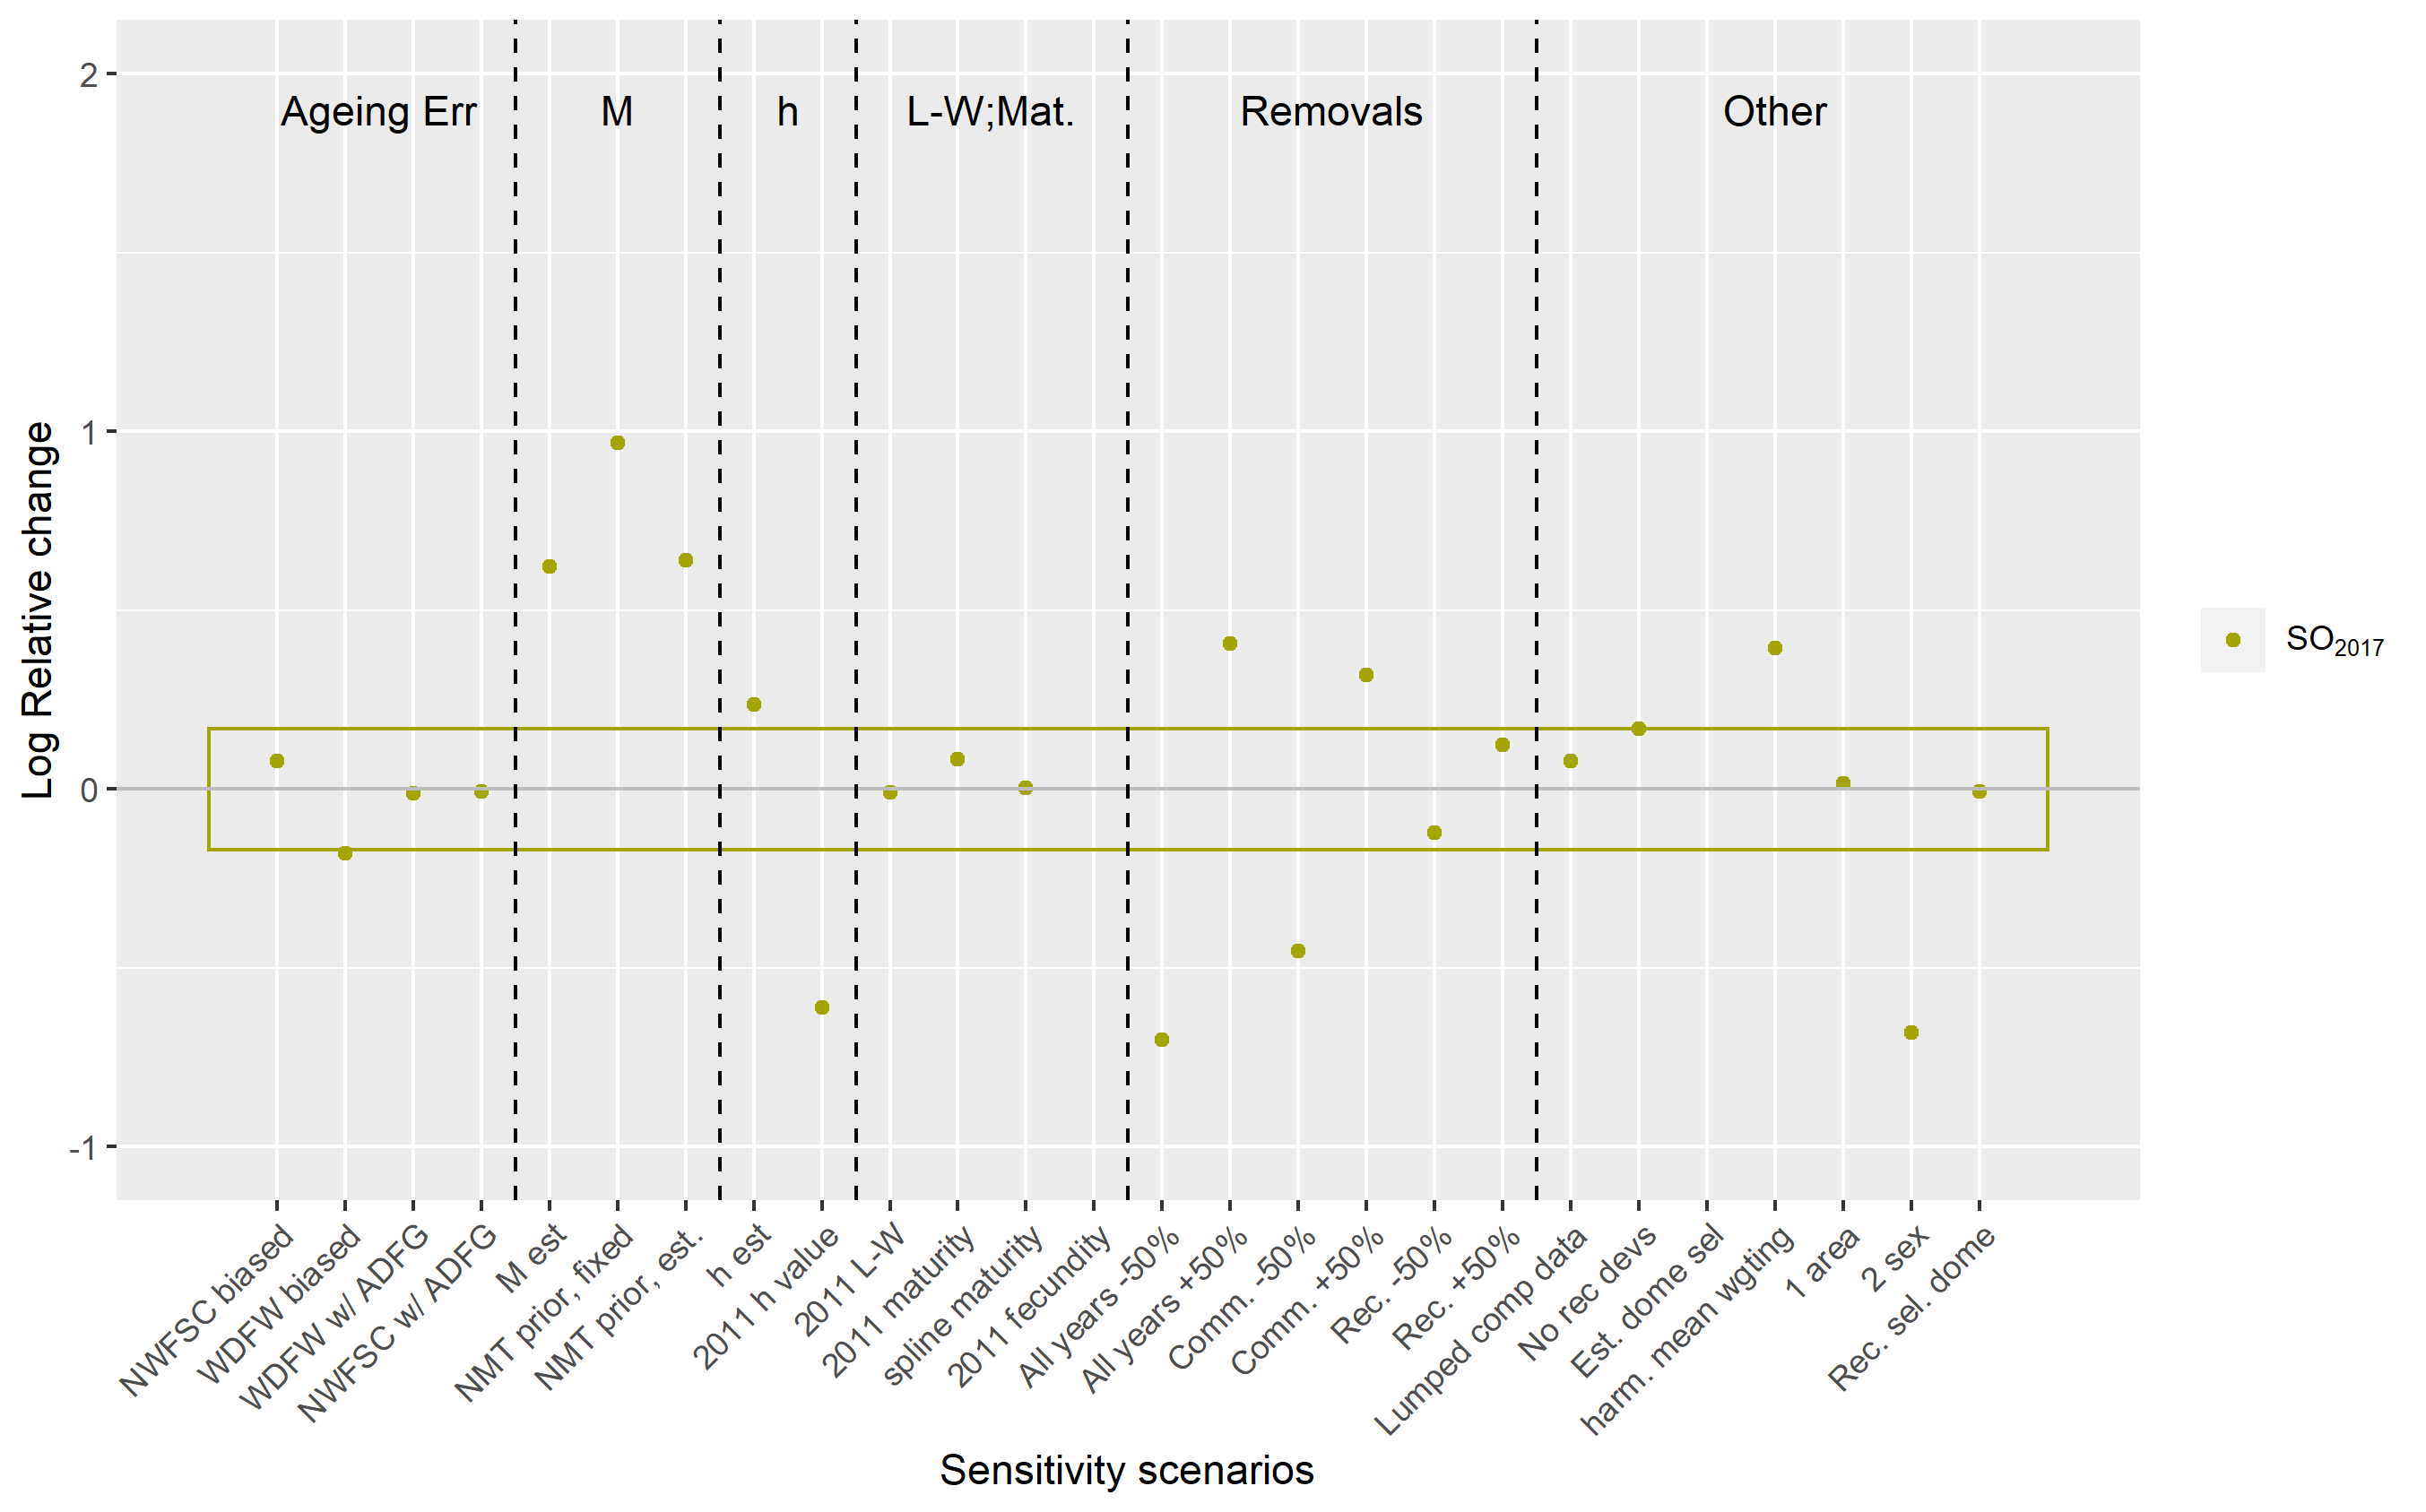 2
Ageing Err M h L-W;Mat. Removals Other
1
Log Relative change
SO2017
0
-1
NWFSC biased
WDFW biased
WDFW w/ ADFG
NWFSC w/ ADFG
M est
NMT prior, fixed
NMT prior, est.
h est
2011 h value
2011 L-W
2011 maturity
spline maturity
2011 fecundity
All years -50%
All years +50%
Comm. -50%
Comm. +50%
Rec. -50%
Rec. +50%
Lumped comp data
No rec devs
Est. dome sel
harm. mean wgting
1 area
2 sex
Rec. sel. dome
Sensitivity scenarios